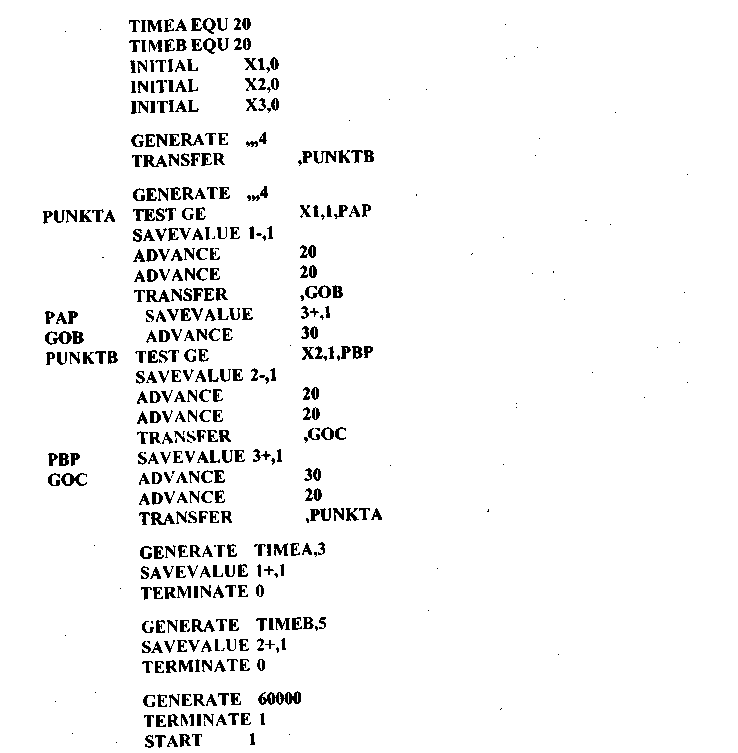 TIMEA EQU 20
TIMEB EQU 20
INITIAL X1,0
INITIAL X2,0
INITIAL X3,0
GENERATE ,,,4
TRANSFER ,PUNKTB
GENERATE ,,,4
PUNKTA TEST GE X1,1,PAP
SAVEVALUE 1-,1
ADVANCE 20
ADVANCE 20
TRANSFER ,GOB
PAP SAVEVALUE 3+,1
GOB ADVANCE 30
PUNKTB TEST GE X2,1,PBP
SAVEVALUE 2-,1
ADVANCE 20
ADVANCE 20
TRANSFER ,GOC
PBP SAVEVALUE 3+,1
GOC ADVANCE 30
ADVANCE 20
TRANSFER ,PUNKTA
GENERATE TIMEA,3
SAVEVALUE 1+,1
TERMINATE 0
GENERATE TIMEB,5
SAVEVALUE 2+,1
TERMINATE 0
GENERATE 60000
TERMINATE 1
START 1